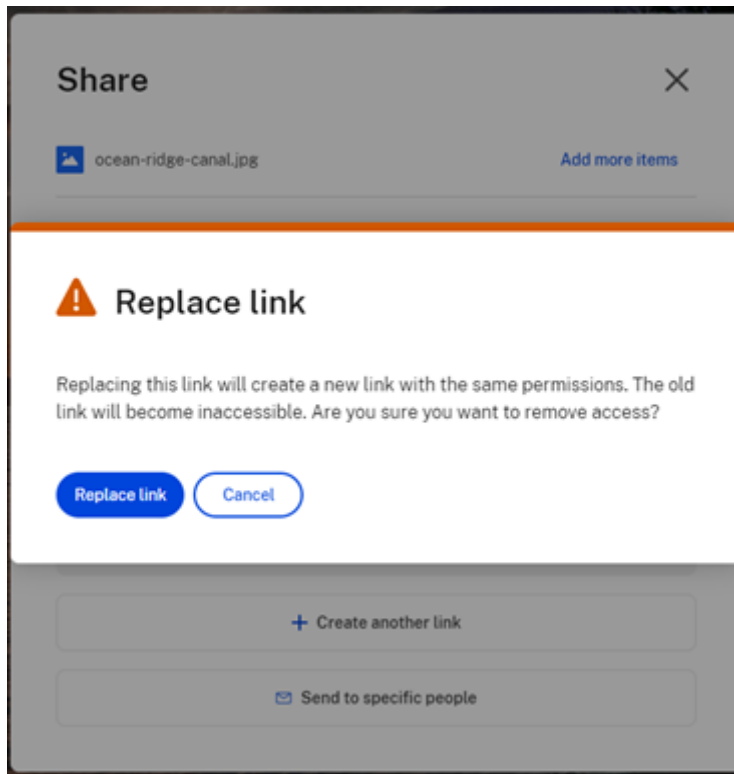 Share
ocean-ridge-canal.jpg
Add more items
Replace link
Replacing this link will create a new link with the same permissions. The old
link will become inaccessible. Are you sure you want to remove access?
Replace link
Cancel
Create another link
Send to specific people